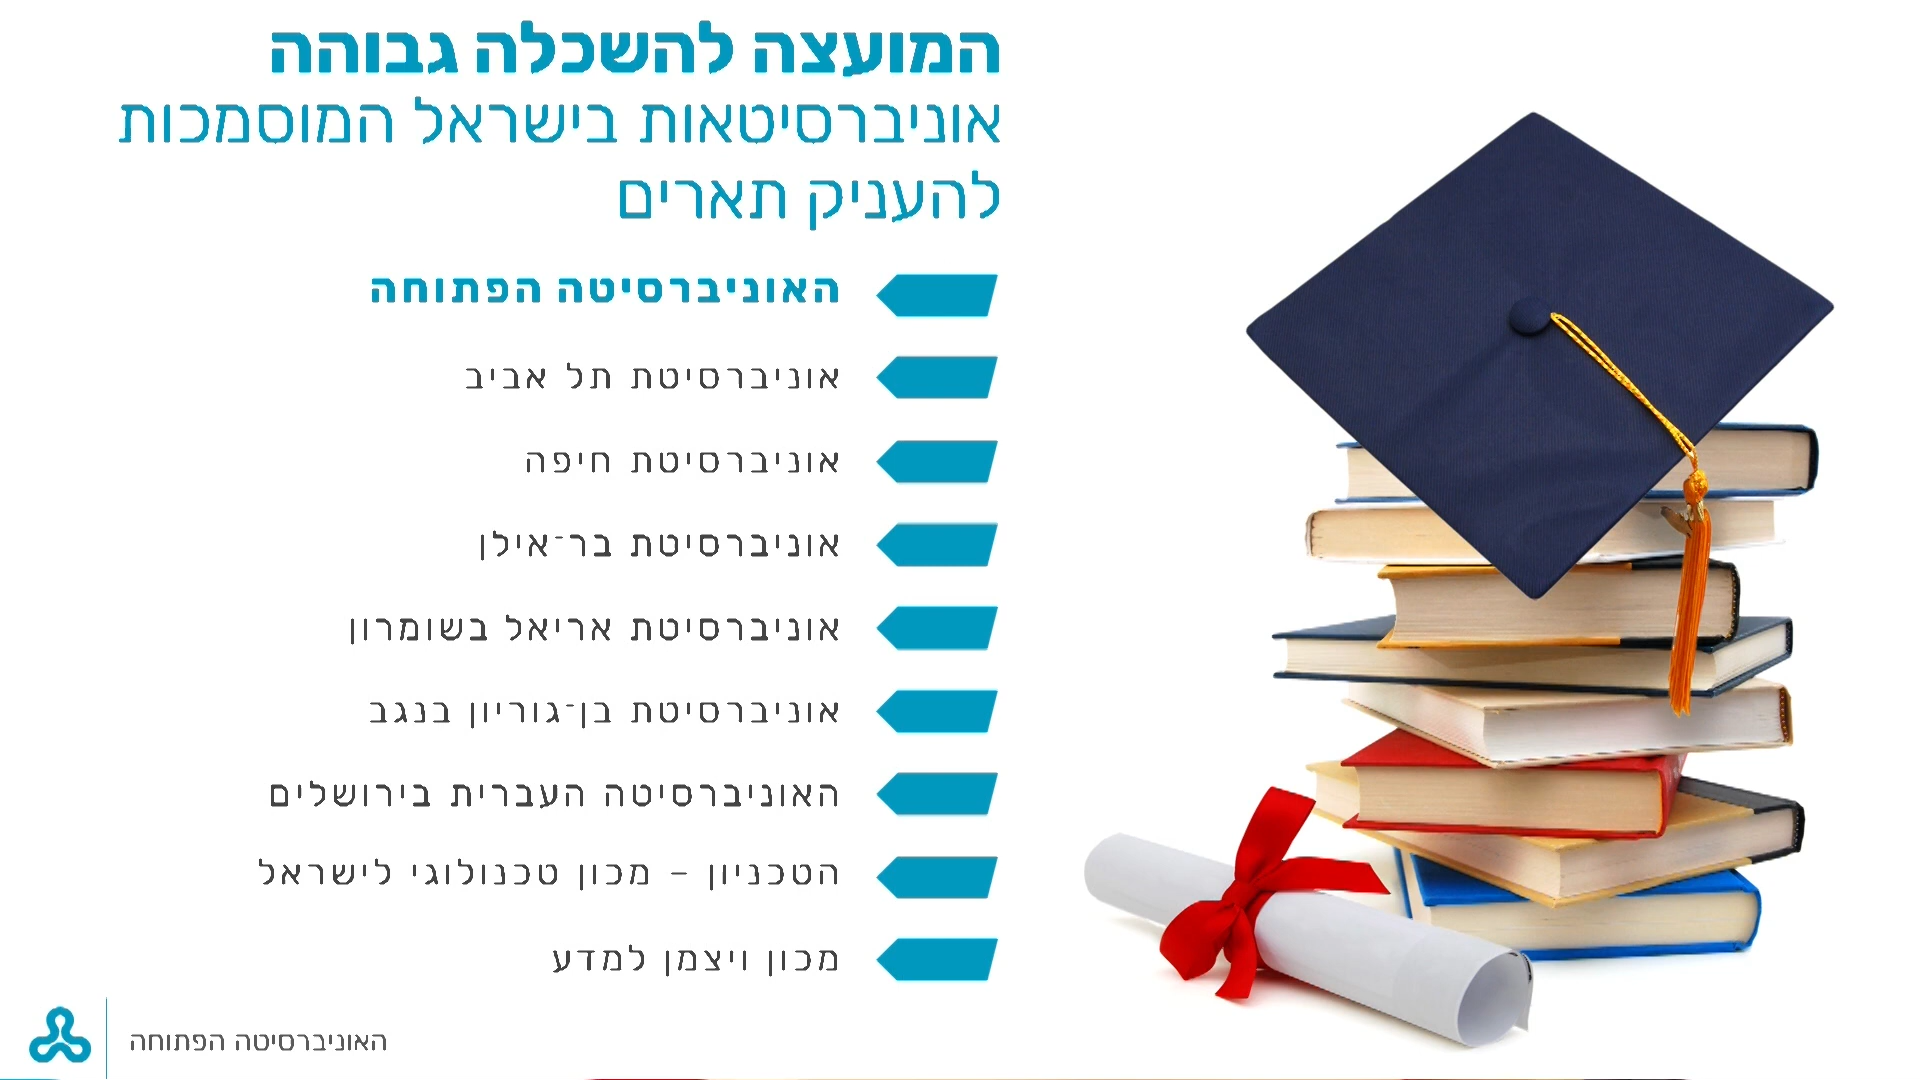 המועצה להשכלה גבוהה
אוניברסיטאות בישראל המוסמכות
להעניק תארים
האוניברסיטה הפתוחה
אוניברסיטת תל אביב
אוניברסיטת חיפה
אוניברסיטת בר־אילן
אוניברסיטת אריאל בשומרון
אוניברסיטת בן־גוריון בנגב
האוניברסיטה העברית בירושלים
הטכניון – מכון טכנולוגי לישראל
מכון ויצמן למדע
האוניברסיטה הפתוחה